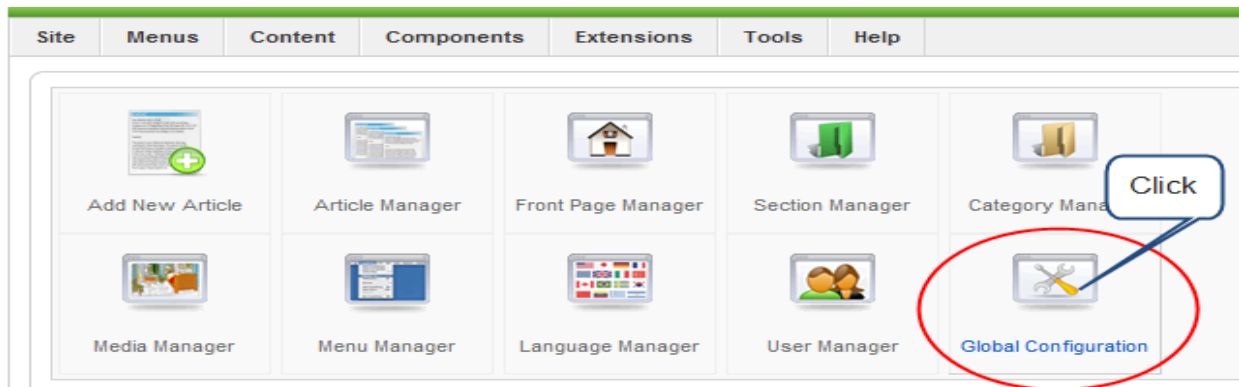 Site Menus Content Components Extensions Tools Help
Add New Article Article Manager Front Page Manager Section Manager Category
Click
Media Manager Menu Manager Language Manager User Manager Global Configuration